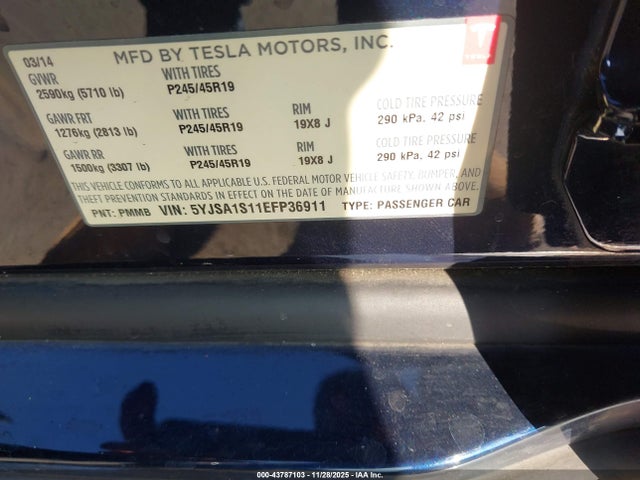 03/14 MFD BY TESLA MOTORS, INC.
GVWR WITH TIRES
2590kg (5710 lb) P245/45R19
GAWR FRT WITH TIRES RIM COLD TIRE PRESSURE
1276kg (2813 lb) P245/45R19 19X8 J 290 kPa, 42 psi
GAWR RR WITH TIRES RIM COLD TIRE PRESSURE
1500kg (3307 lb) P245/45R19 19X8 J 290 kPa, 42 psi
THIS VEHICLE CONFORMS TO ALL APPLICABLE U.S. FEDERAL MOTOR VEHICLE SAFETY, BUMPER, AND
THEFT PREVENTION STANDARDS IN EFFECT ON THE DATE OF MANUFACTURE SHOWN ABOVE.
PNT: PMMB VIN: 5YJSA1S11EFP36911 TYPE: PASSENGER CAR
TESLA
000-43787103 - 11/28/2025 - IAA Inc.